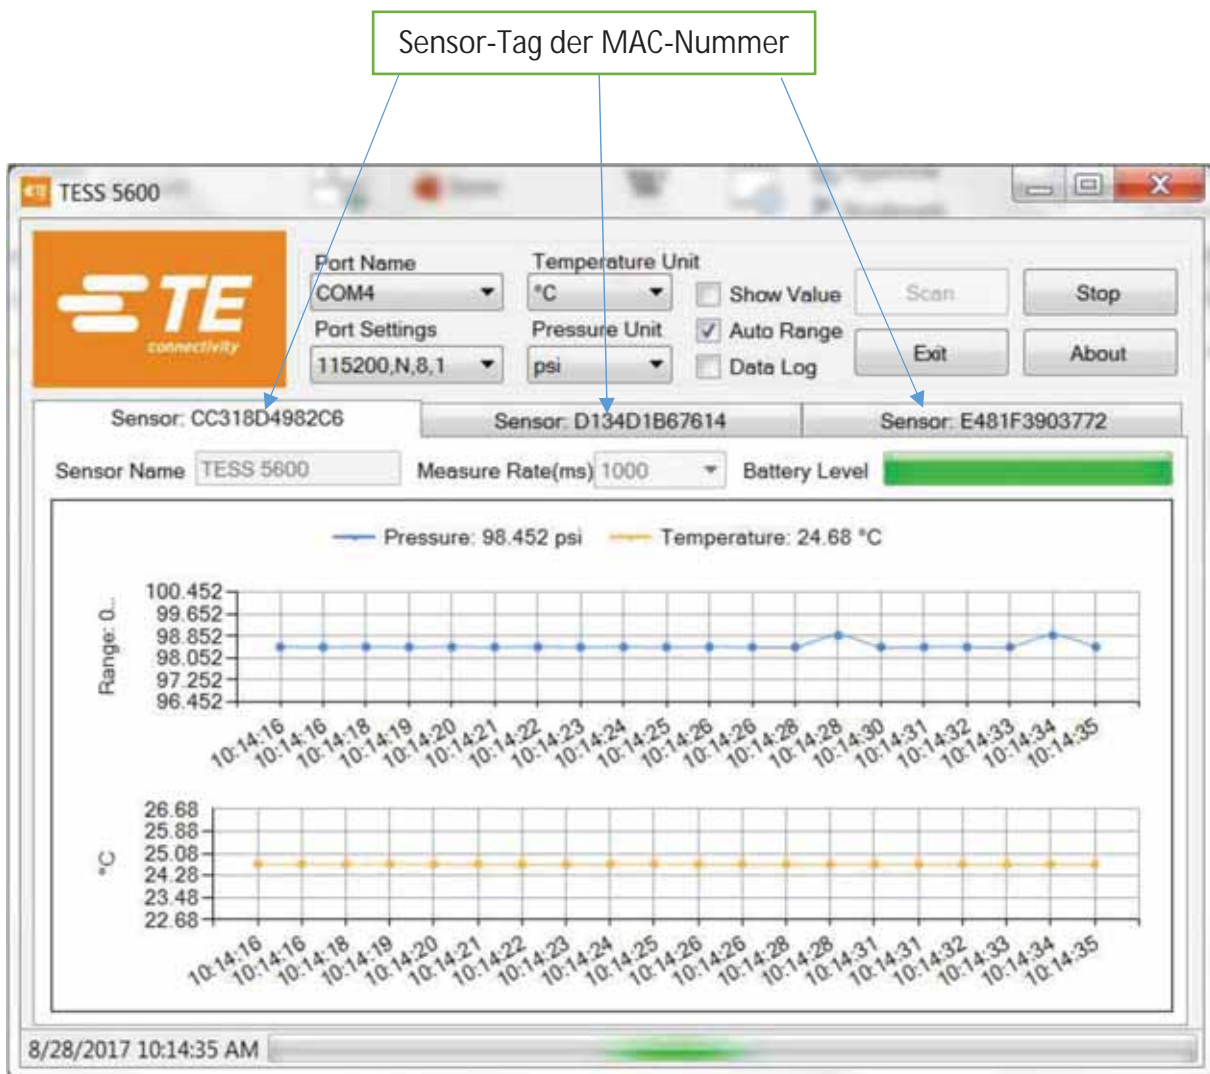 Sensor-Tag der MAC-Nummer
TESS 5600
TE
connectivity
Port Name
Temperature Unit
COM4
°C
Show Value
Scan
Stop
Port Settings
Pressure Unit
Auto Range
115200,N,8,1
psi
Data Log
Exit
About
Sensor: CC318D4982C6
Sensor: D134D1B67614
Sensor: E481F3903772
Sensor Name TESS 5600
Measure Rate(ms) 1000
Battery Level
Pressure: 98.452 psi
Temperature: 24.68 °C
Range: 0...
100.452
99.652
98.852
98.052
97.252
96.452
10:14:16
10:14:16
10:14:18
10:14:19
10:14:20
10:14:21
10:14:22
10:14:23
10:14:24
10:14:25
10:14:26
10:14:26
10:14:28
10:14:28
10:14:30
10:14:31
10:14:32
10:14:33
10:14:34
10:14:35
°C
26.68
25.88
25.08
24.28
23.48
22.68
10:14:16
10:14:16
10:14:18
10:14:19
10:14:20
10:14:21
10:14:22
10:14:23
10:14:24
10:14:25
10:14:26
10:14:26
10:14:28
10:14:28
10:14:31
10:14:31
10:14:32
10:14:33
10:14:34
10:14:35
8/28/2017 10:14:35 AM